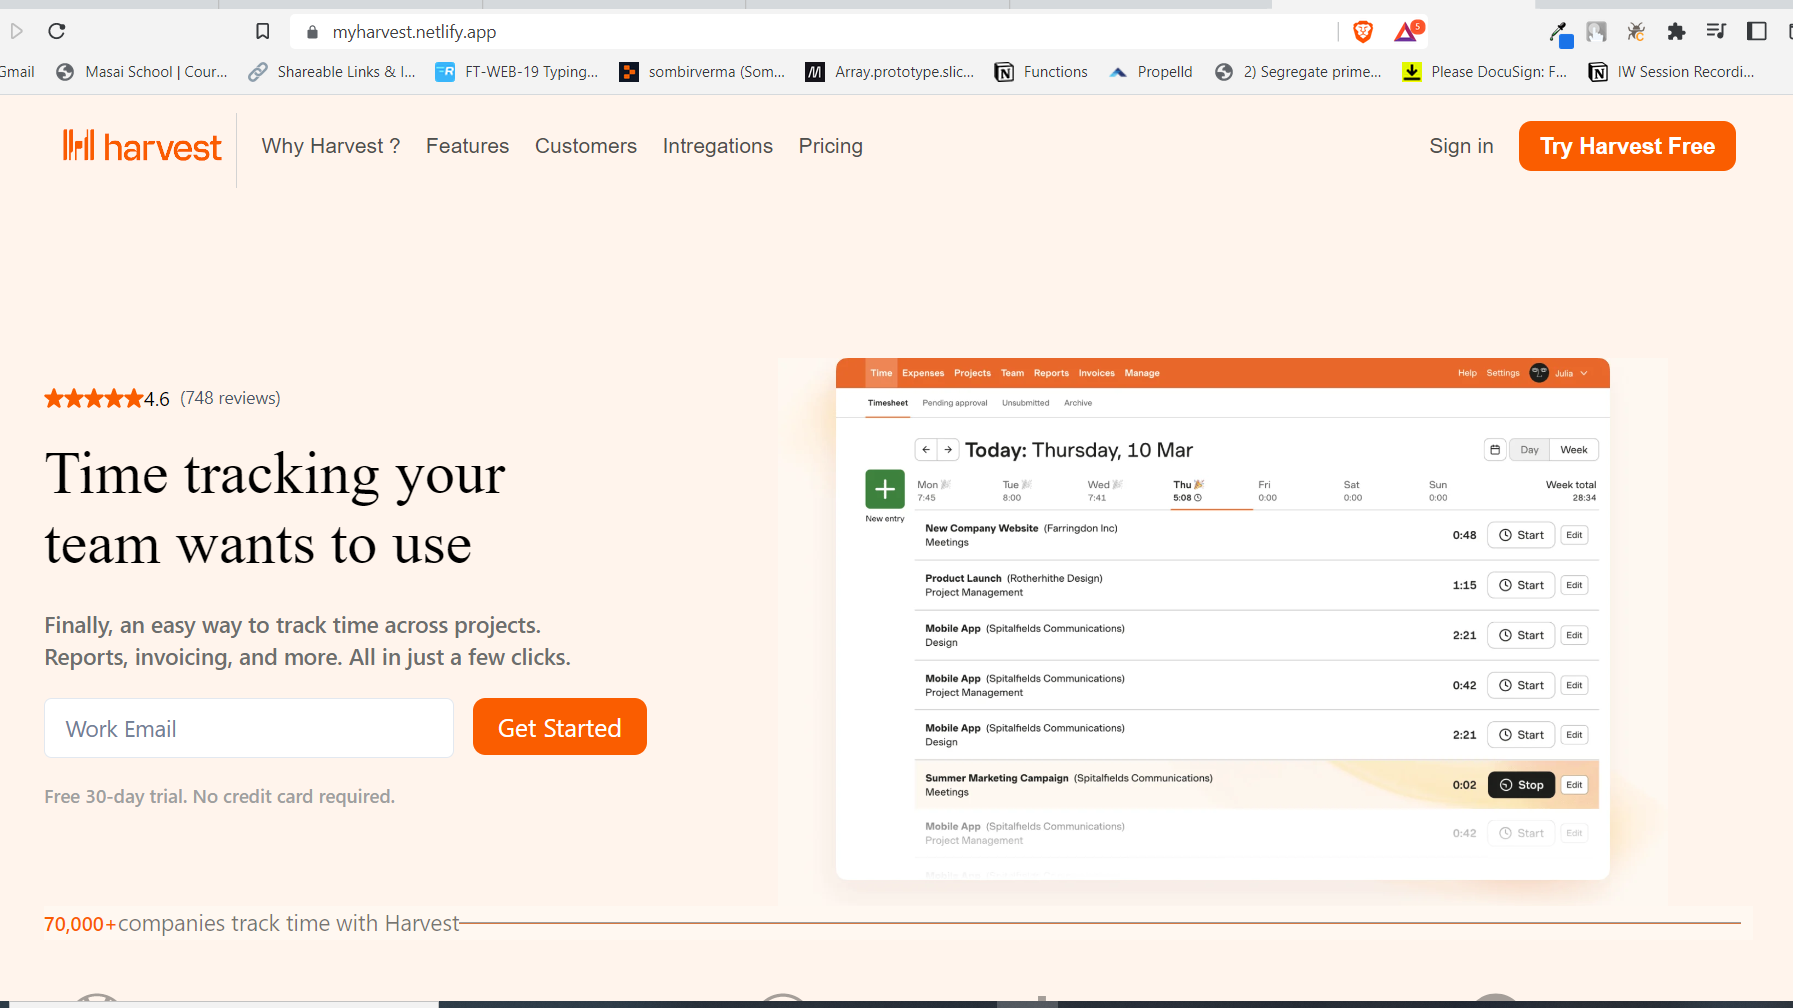 myharvest.netlify.app
5
Gmail
Masai School | Cour...
Shareable Links & I...
FT-WEB-19 Typing...
sombirverma (Som...
Array.prototype.slic...
Functions
Propelld
2) Segregate prime...
Please DocuSign: F...
IW Session Recordi...
harvest
Why Harvest ?
Features
Customers
Intregations
Pricing
Sign in
Try Harvest Free
4.6 (748 reviews)
Time tracking your
team wants to use
Finally, an easy way to track time across projects.
Reports, invoicing, and more. All in just a few clicks.
Work Email
Get Started
Free 30-day trial. No credit card required.
Time Expenses Projects Team Reports Invoices Manage
Help Settings Julia
Timesheet Pending approval Unsubmitted Archive
Today: Thursday, 10 Mar
Day Week
New entry
Mon Tue Wed Thu Fri Sat Sun Week total
7:45 8:00 7:41 5:08 0:00 0:00 0:00 28:34
New Company Website (Farringdon Inc)
Meetings
0:48 Start Edit
Product Launch (Rotherhithe Design)
Project Management
1:15 Start Edit
Mobile App (Spitalfields Communications)
Design
2:21 Start Edit
Mobile App (Spitalfields Communications)
Project Management
0:42 Start Edit
Mobile App (Spitalfields Communications)
Design
2:21 Start Edit
Summer Marketing Campaign (Spitalfields Communications)
Meetings
0:02 Stop Edit
Mobile App (Spitalfields Communications)
Project Management
0:42 Start Edit
70,000+companies track time with Harvest